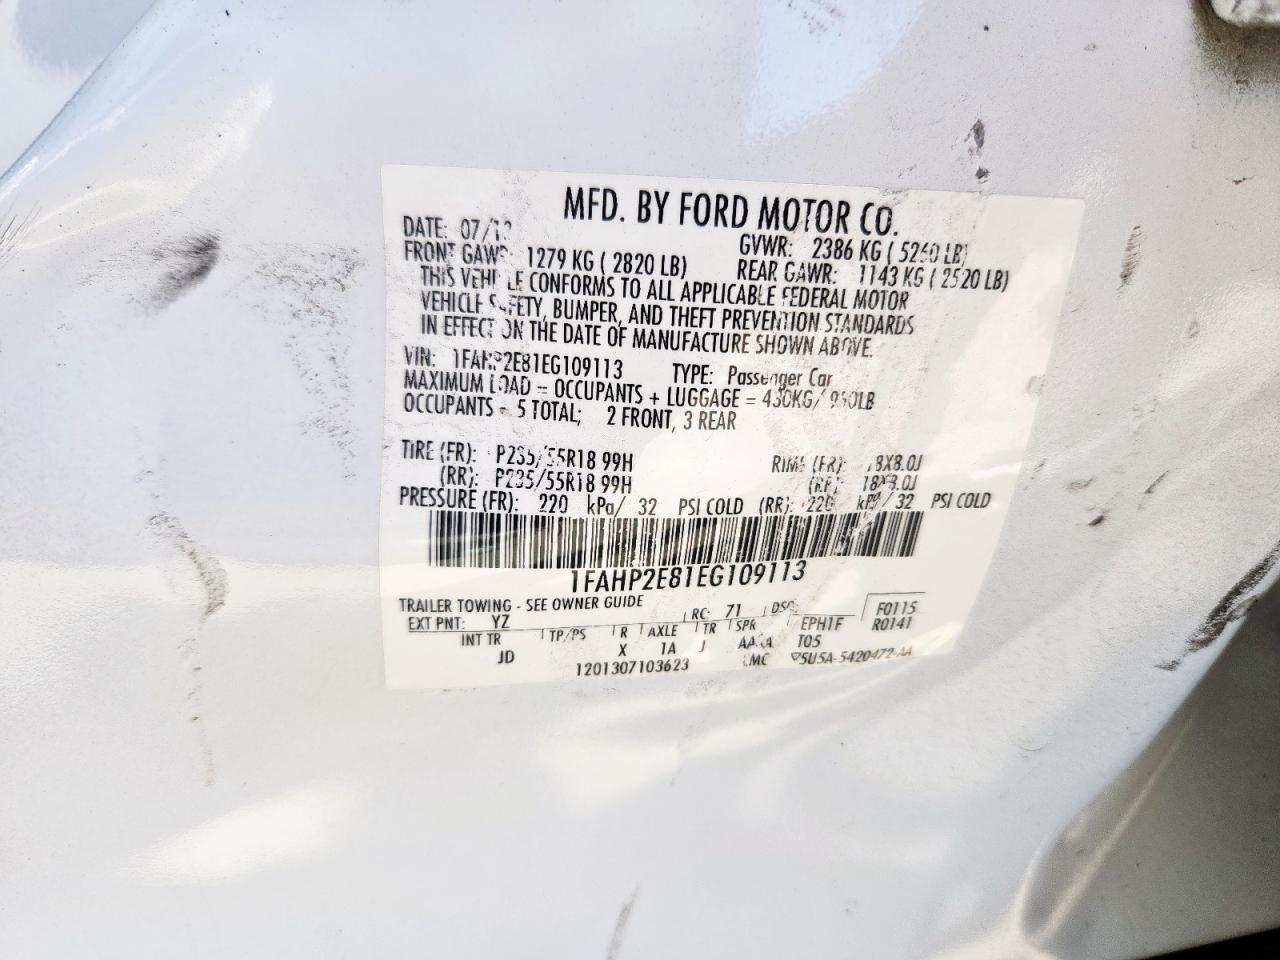 MFD. BY FORD MOTOR CO.
DATE: GVWR: 2386 KG ( 5260 LB)
FRONT GAWR: 1279 KG ( 2820 LB) REAR GAWR: 1143 KG ( 2520 LB)
THIS VEHICLE CONFORMS TO ALL APPLICABLE FEDERAL MOTOR
VEHICLE SAFETY, BUMPER, AND THEFT PREVENTION STANDARDS
IN EFFECT ON THE DATE OF MANUFACTURE SHOWN ABOVE.
VIN: 1FAHP2E81EG109113 TYPE: Passenger Car
MAXIMUM LOAD = OCCUPANTS + LUGGAGE = 430KG/ 950LB
OCCUPANTS = 5 TOTAL; 2 FRONT, 3 REAR
TIRE (FR): P235/55R18 99H RIMS (FR): 18X8.0J
(RR): P235/55R18 99H (RR): 18X8.0J
PRESSURE (FR): 220 kPa/ 32 PSI COLD (RR): 220 kPa/ 32 PSI COLD
1FAHP2E81EG109113
TRAILER TOWING - SEE OWNER GUIDE
EXT PNT: YZ RC: 71 DSO: F0115
INT TR TP/PS R AXLE TR SPR EPH1F R0141
JD X 1A J T05
1201307103623 5U5A-5420472-AA